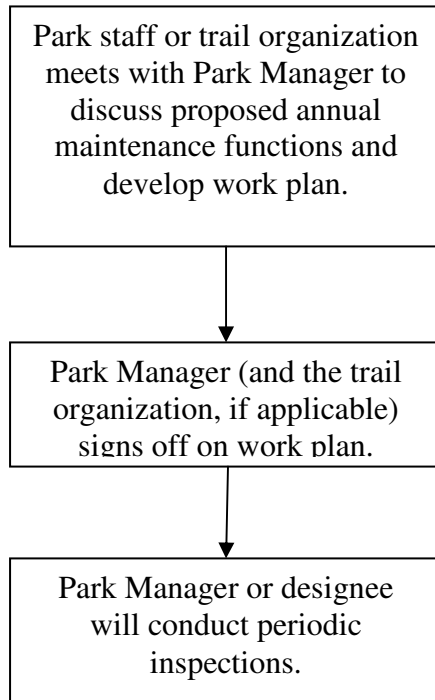 Park staff or trail organization
meets with Park Manager to
discuss proposed annual
maintenance functions and
develop work plan.
Park Manager (and the trail
organization, if applicable)
signs off on work plan.
Park Manager or designee
will conduct periodic
inspections.